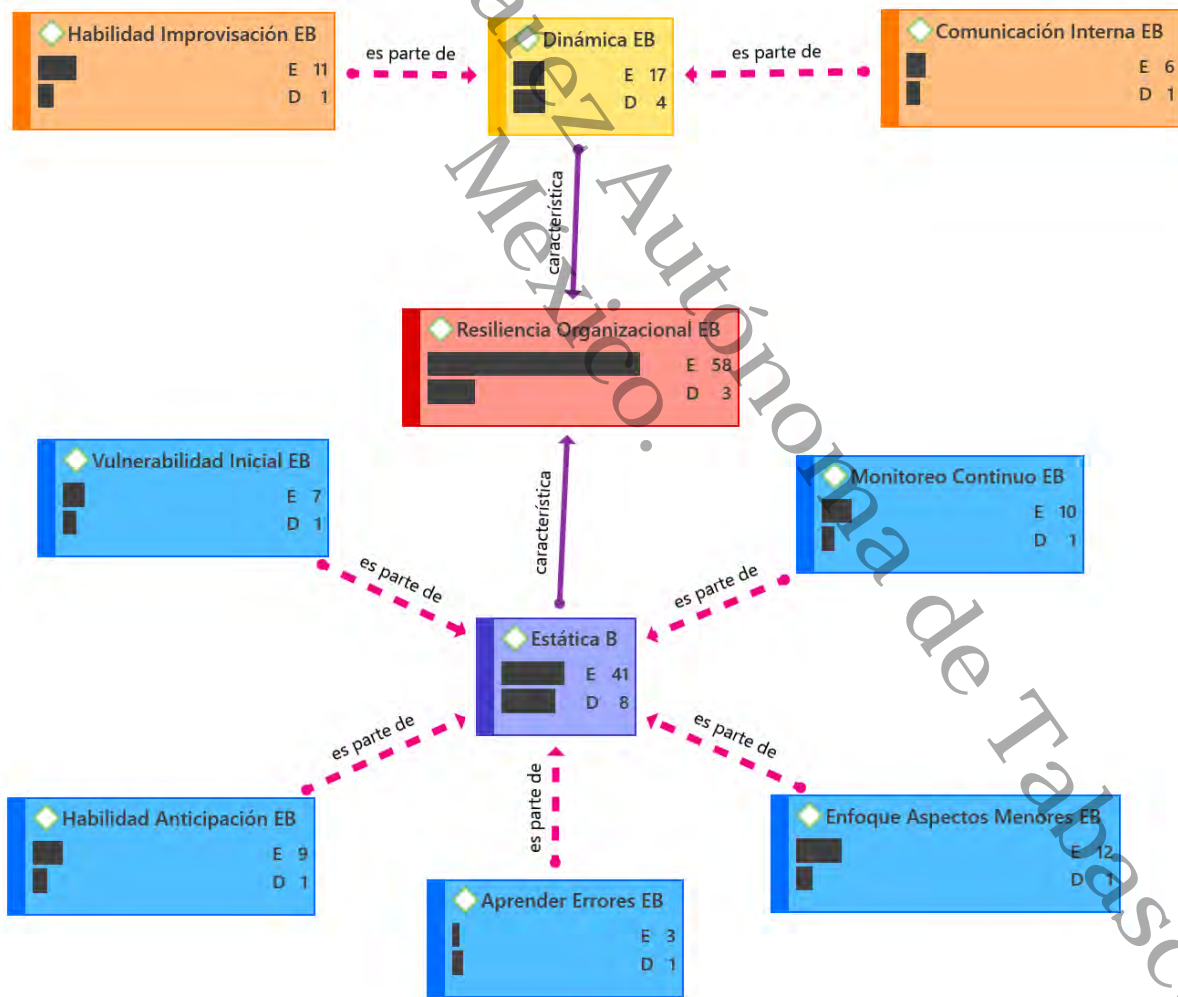 Habilidad Improvisación EB
E 11
D 1
es parte de
Dinámica EB
E 17
D 4
es parte de
Comunicación Interna EB
E 6
D 1
característica
Resiliencia Organizacional EB
E 58
D 3
Vulnerabilidad Inicial EB
E 7
D 1
característica
Monitoreo Continuo EB
E 10
D 1
es parte de
es parte de
Estática B
E 41
D 8
es parte de
es parte de
es parte de
Habilidad Anticipación EB
E 9
D 1
Enfoque Aspectos Menores EB
E 12
D 1
Aprender Errores EB
E 3
D 1
Autónoma de Tabasco
México.